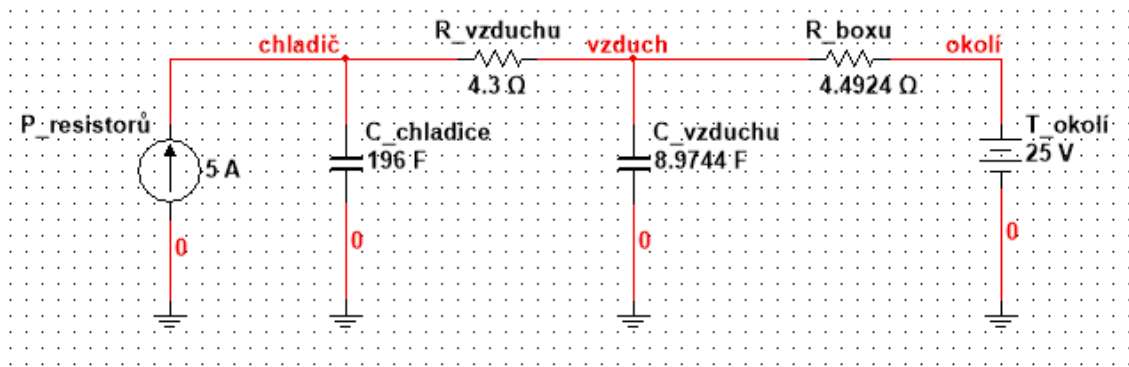 R_vzduchu
R_boxu
chladič
vzduch
okolí
4.3 Ω
4.4924 Ω
P_resistorů
C_chladice
C_vzduchu
T_okolí
5 A
196 F
8.9744 F
25 V
0
0
0
0